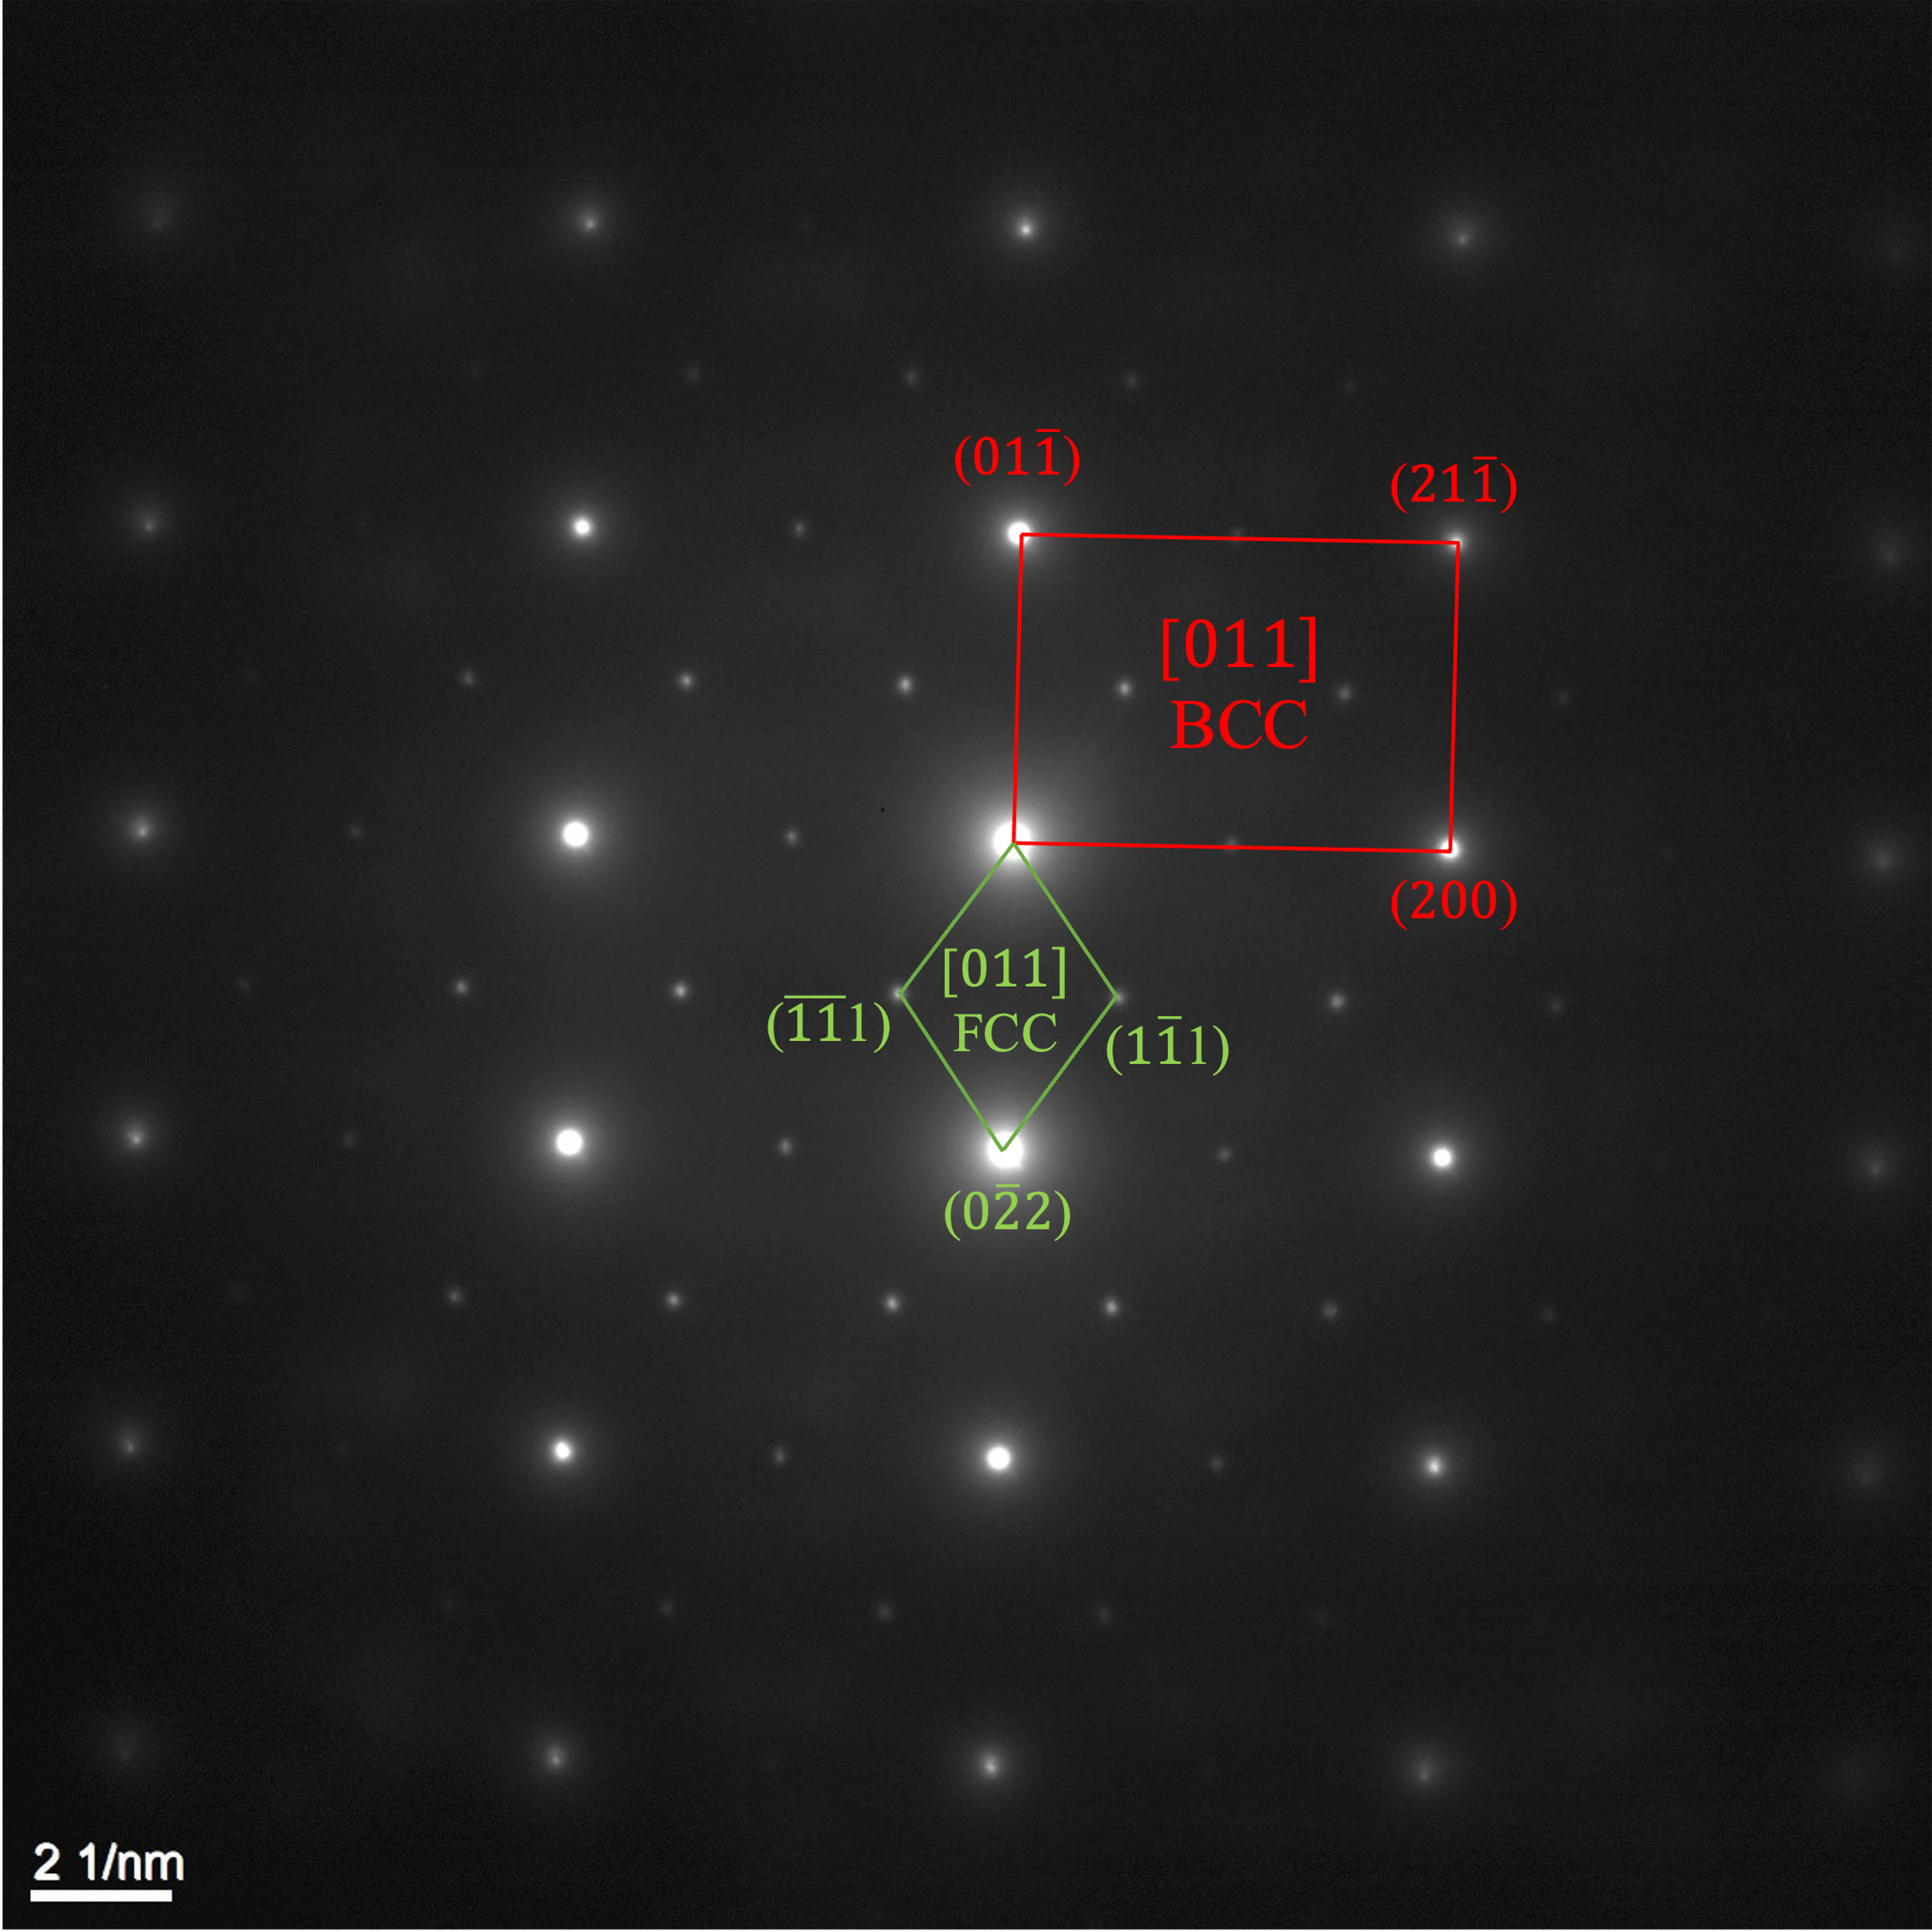 (011̅)
(211̅)
[011]
BCC
(200)
[011]
FCC
(1̅1̅1)
(11̅1)
(02̅2)
2 1/nm